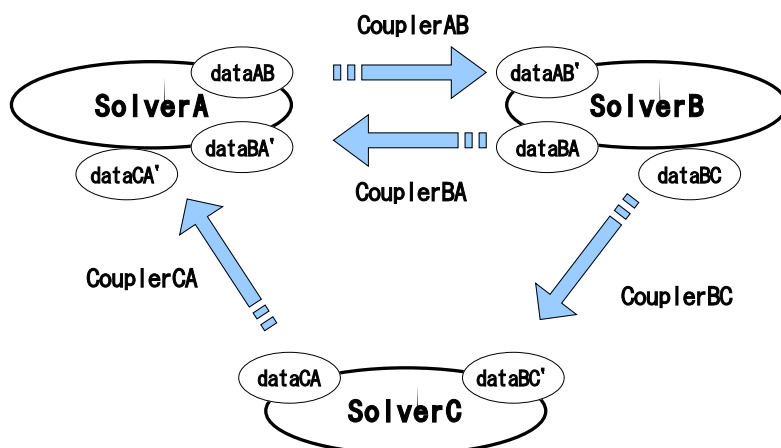 CouplerAB
dataAB
dataAB'
SolverA
SolverB
dataBA'
dataBA
dataCA'
dataBC
CouplerBA
CouplerCA
CouplerBC
dataCA
dataBC'
SolverC